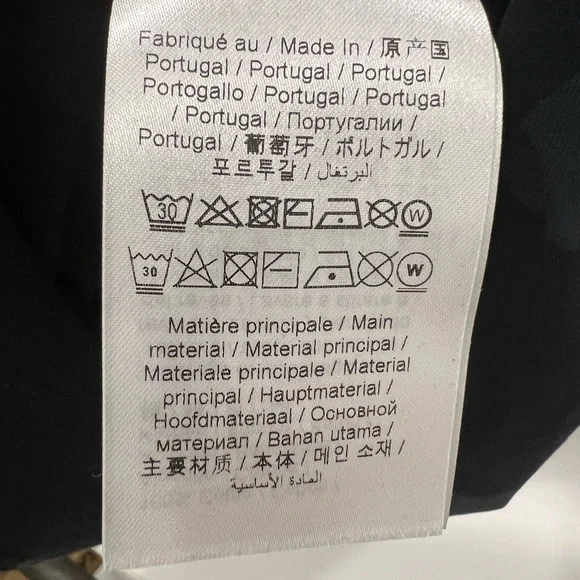 Fabriqué au / Made In / 原产国
Portugal / Portugal / Portugal /
Portogallo / Portugal / Portugal
/ Portugal / Португалии /
Portugal / 葡萄牙 / ポルトガル /
포르투갈 / البرتغال /
30 W
30 W
Matière principale / Main
material / Material principal /
Materiale principale / Material
principal / Hauptmaterial /
Hoofdmateriaal / Основной
материал / Bahan utama /
主要材质 / 本体 / 메인 소재 /
المادة الأساسية